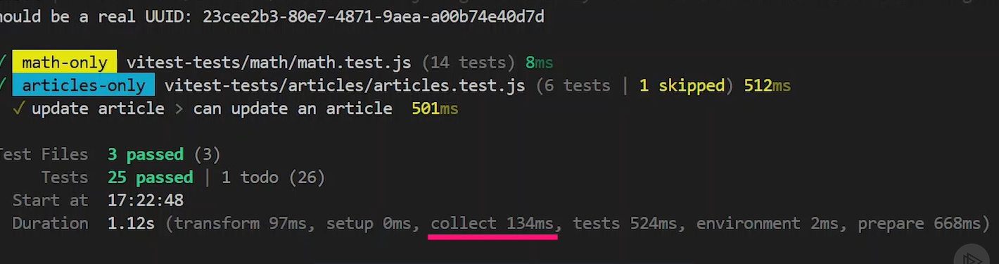 ould be a real UUID: 23cee2b3-80e7-4871-9aea-a00b74e40d7d
✓ math-only vitest-tests/math/math.test.js (14 tests) 8ms
✓ articles-only vitest-tests/articles/articles.test.js (6 tests | 1 skipped) 512ms
✓ update article > can update an article 501ms
Test Files 3 passed (3)
Tests 25 passed | 1 todo (26)
Start at 17:22:48
Duration 1.12s (transform 97ms, setup 0ms, collect 134ms, tests 524ms, environment 2ms, prepare 668ms)